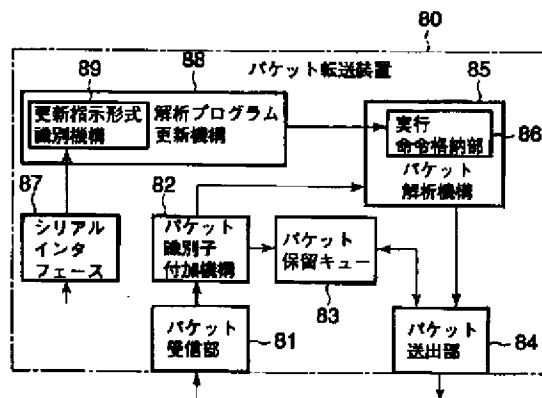 80
パケット転送装置
89
88
85
更新指示形式
識別機構
解析プログラム
更新機構
実行
命令格納部
86
パケット
解析機構
87
シリアル
インタ
フェース
82
パケット
識別子
付加機構
パケット
保留キュー
83
パケット
受信部
81
パケット
送出部
84